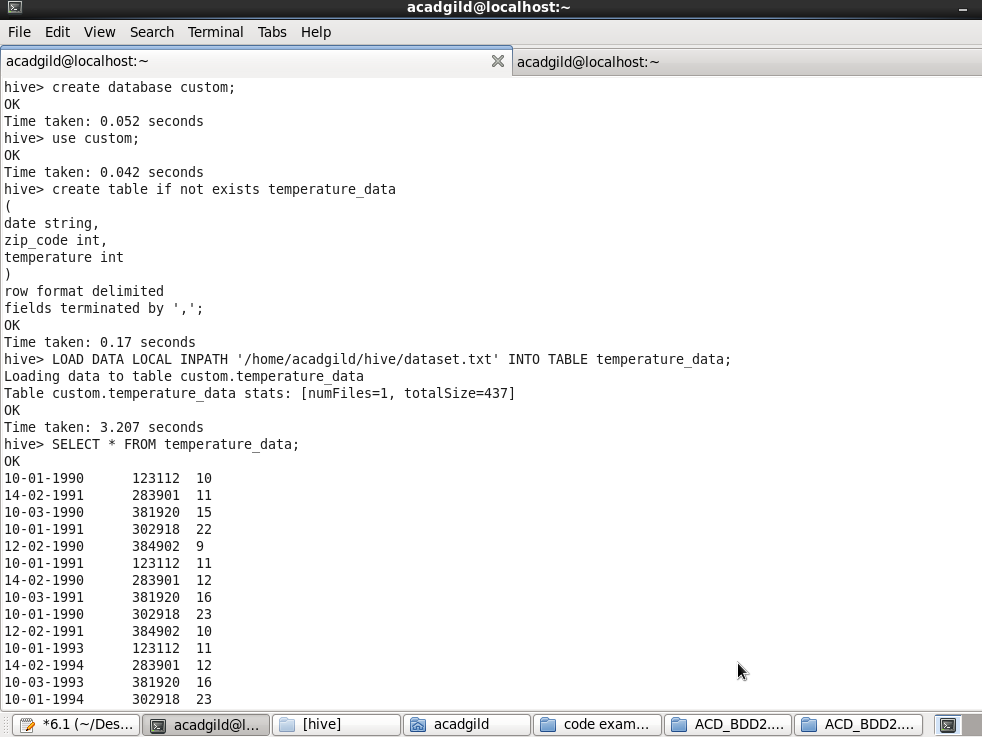 acadgild@localhost:~
File Edit View Search Terminal Tabs Help
acadgild@localhost:~ acadgild@localhost:~
hive> create database custom;
OK
Time taken: 0.052 seconds
hive> use custom;
OK
Time taken: 0.042 seconds
hive> create table if not exists temperature_data
(
date string,
zip_code int,
temperature int
)
row format delimited
fields terminated by ',';
OK
Time taken: 0.17 seconds
hive> LOAD DATA LOCAL INPATH '/home/acadgild/hive/dataset.txt' INTO TABLE temperature_data;
Loading data to table custom.temperature_data
Table custom.temperature_data stats: [numFiles=1, totalSize=437]
OK
Time taken: 3.207 seconds
hive> SELECT * FROM temperature_data;
OK
10-01-1990 123112 10
14-02-1991 283901 11
10-03-1990 381920 15
10-01-1991 302918 22
12-02-1990 384902 9
10-01-1991 123112 11
14-02-1990 283901 12
10-03-1991 381920 16
10-01-1990 302918 23
12-02-1991 384902 10
10-01-1993 123112 11
14-02-1994 283901 12
10-03-1993 381920 16
10-01-1994 302918 23
*6.1 (~/Des... acadgild@l... [hive] acadgild code exam... ACD_BDD2.... ACD_BDD2....